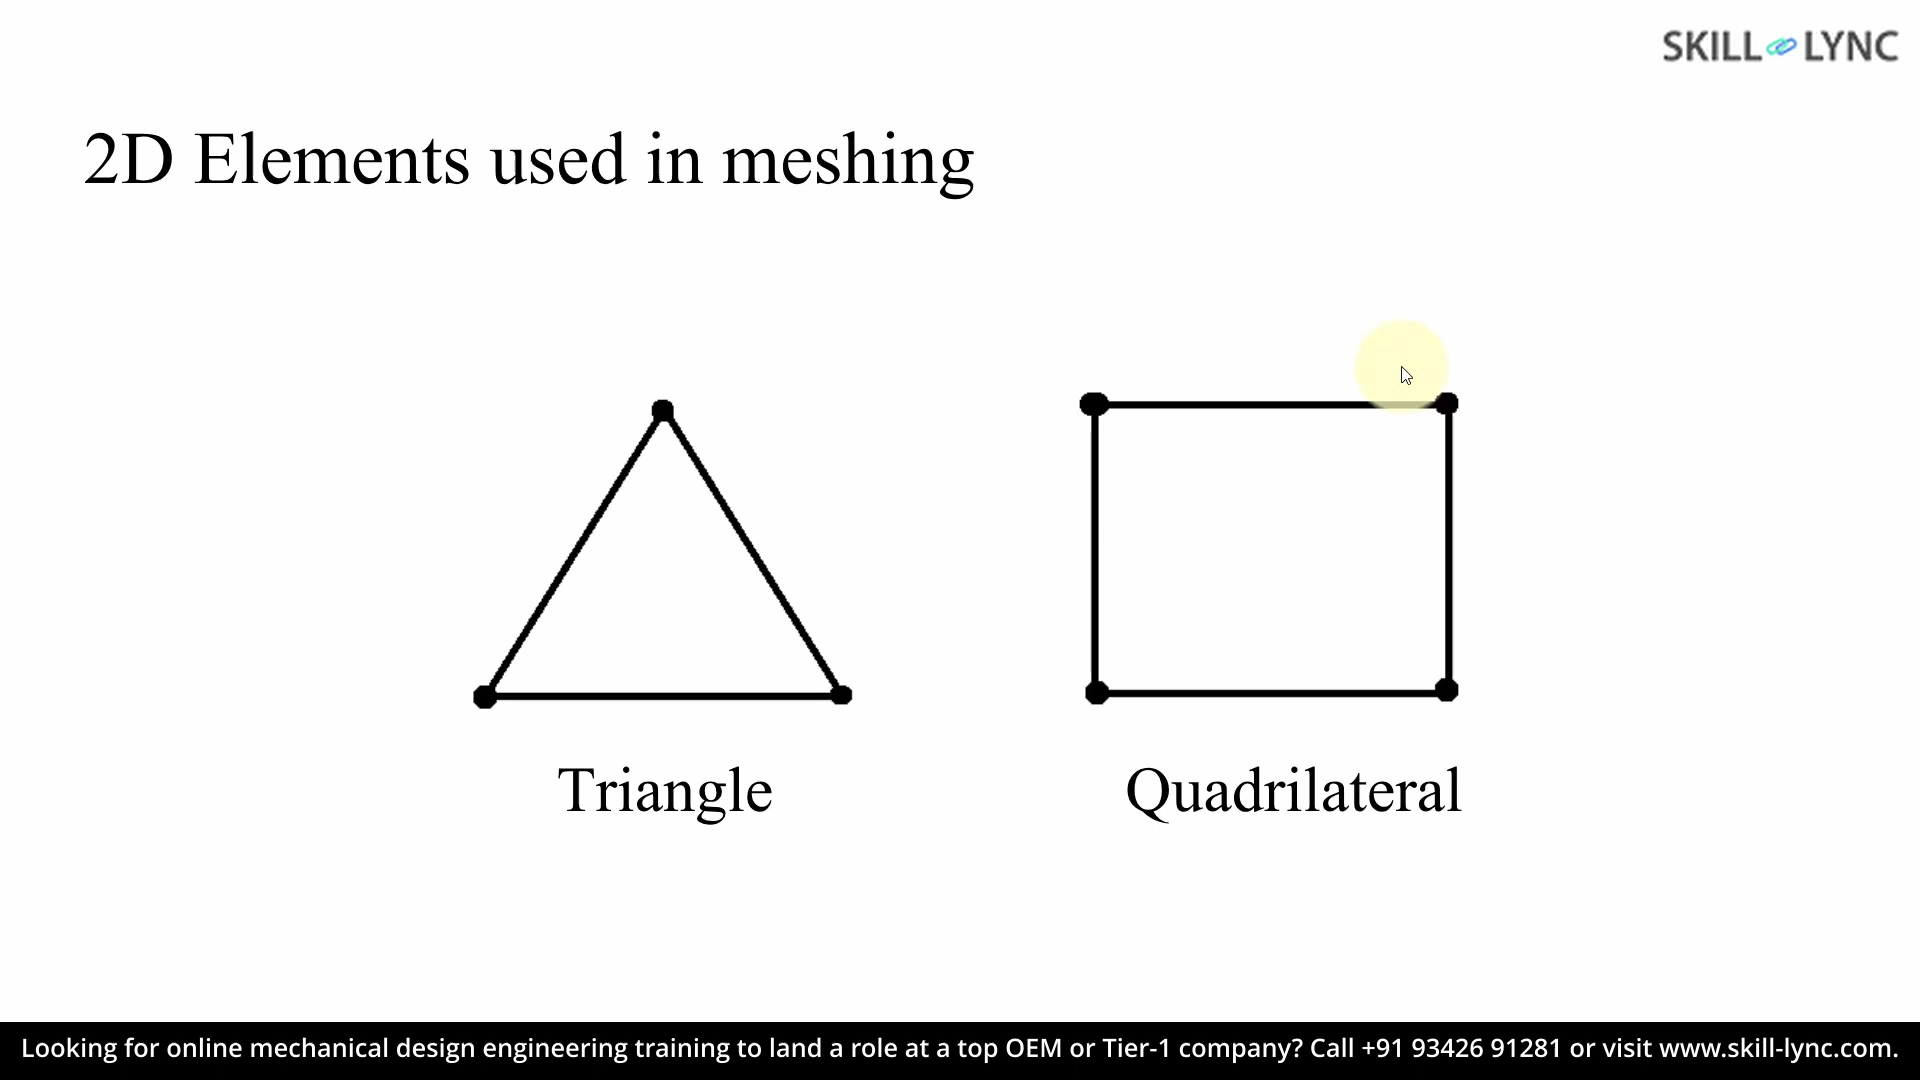 SKILL LYNC
2D Elements used in meshing
Triangle
Quadrilateral
Looking for online mechanical design engineering training to land a role at a top OEM or Tier-1 company? Call +91 93426 91281 or visit www.skill-lync.com.